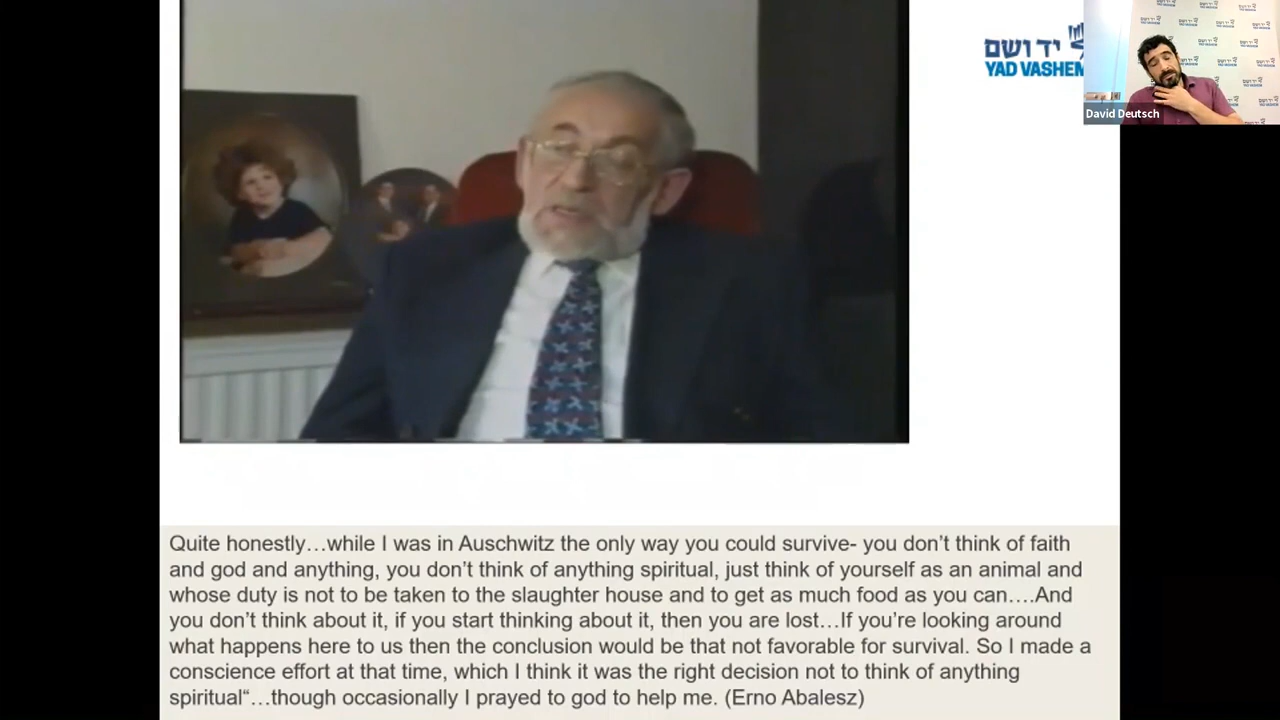 יד ושם
YAD VASHEM
David Deutsch
Quite honestly…while I was in Auschwitz the only way you could survive- you don’t think of faith
and god and anything, you don’t think of anything spiritual, just think of yourself as an animal and
whose duty is not to be taken to the slaughter house and to get as much food as you can….And
you don’t think about it, if you start thinking about it, then you are lost…If you’re looking around
what happens here to us then the conclusion would be that not favorable for survival. So I made a
conscience effort at that time, which I think it was the right decision not to think of anything
spiritual“…though occasionally I prayed to god to help me. (Erno Abalesz)